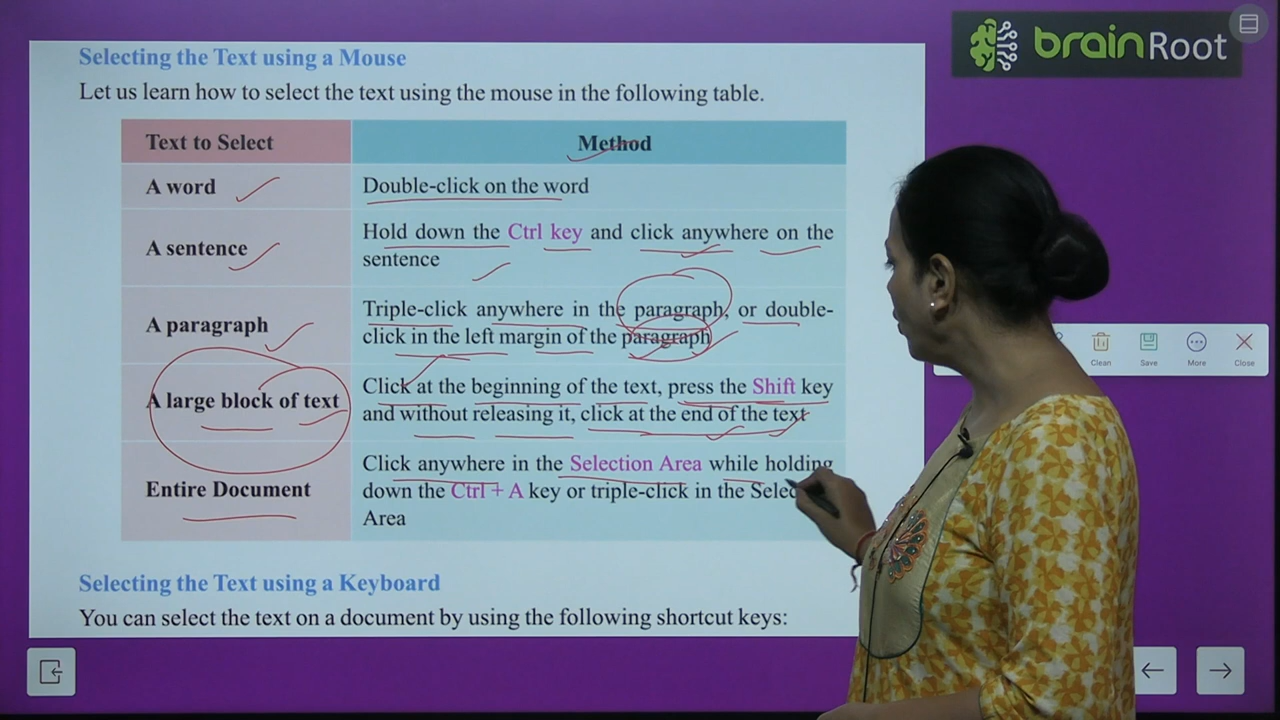 brainRoot
Selecting the Text using a Mouse
Let us learn how to select the text using the mouse in the following table.
Text to Select
Method
A word
Double-click on the word
A sentence
Hold down the Ctrl key and click anywhere on the
sentence
A paragraph
Triple-click anywhere in the paragraph, or double-
click in the left margin of the paragraph
A large block of text
Click at the beginning of the text, press the Shift key
and without releasing it, click at the end of the text
Entire Document
Click anywhere in the Selection Area while holding
down the Ctrl + A key or triple-click in the Selec
Area
Clean
Save
More
Close
Selecting the Text using a Keyboard
You can select the text on a document by using the following shortcut keys: